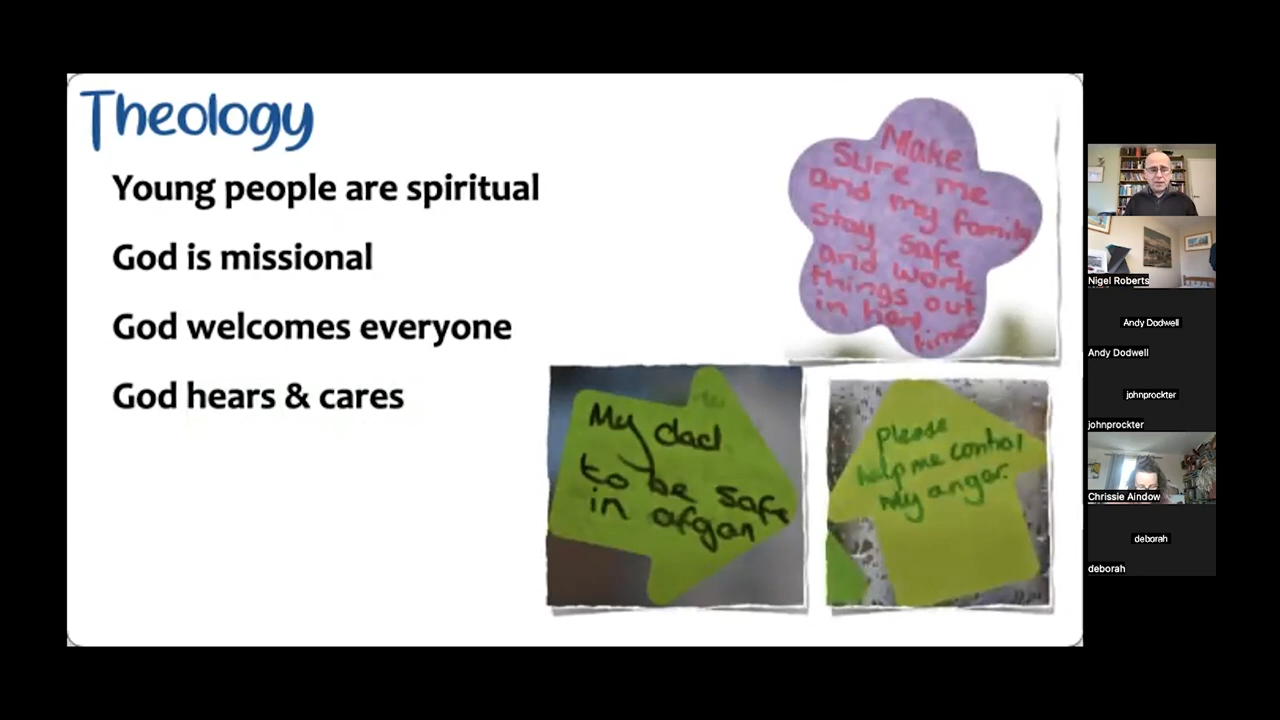 Theology
Young people are spiritual
God is missional
God welcomes everyone
God hears & cares
Make
sure me
and my family
stay safe
and work
things out
in
My dad
to be safe
in afgan
please
help me control
my anger.
Nigel Roberts
Andy Dodwell
Andy Dodwell
johnprockter
johnprockter
Chrissie Aindow
deborah
deborah